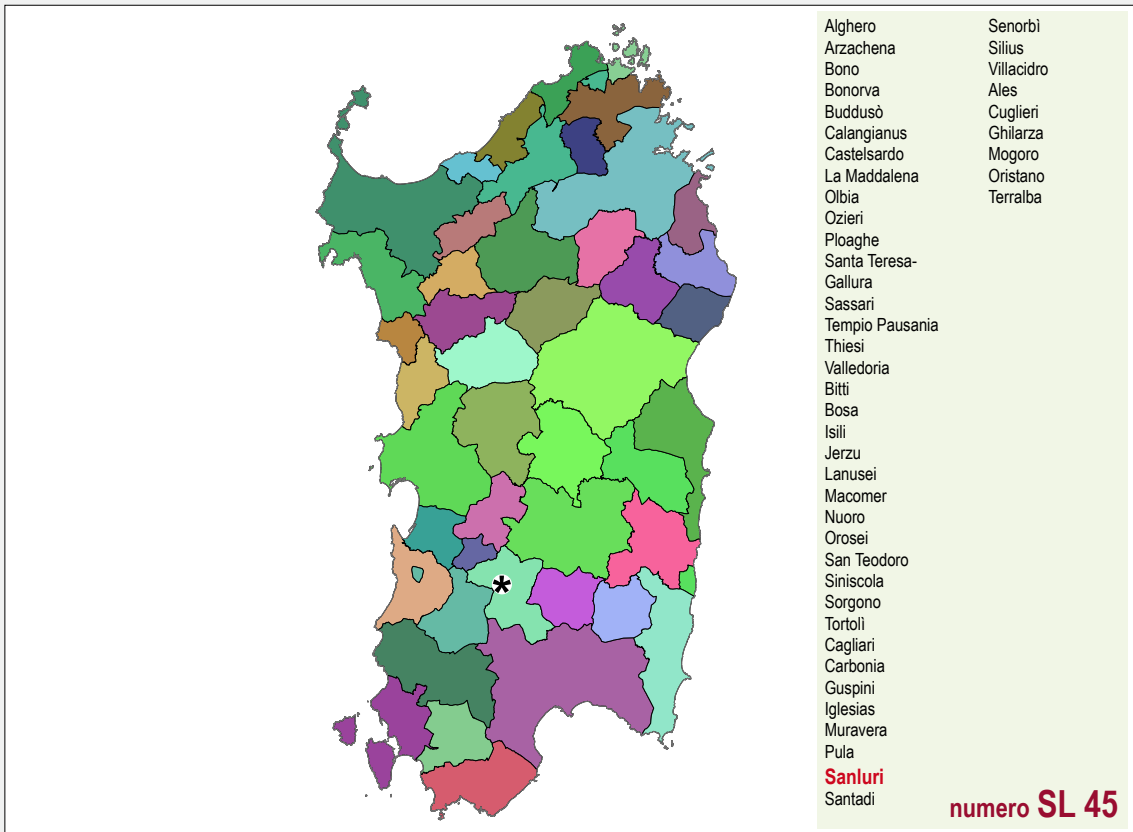 Alghero
Arzachena
Bono
Bonorva
Buddusò
Calangianus
Castelsardo
La Maddalena
Olbia
Ozieri
Ploaghe
Santa Teresa-
Gallura
Sassari
Tempio Pausania
Thiesi
Valledoria
Bitti
Bosa
Isili
Jerzu
Lanusei
Macomer
Nuoro
Orosei
San Teodoro
Siniscola
Sorgono
Tortolì
Cagliari
Carbonia
Guspini
Iglesias
Muravera
Pula
Sanluri
Santadi
Senorbì
Silius
Villacidro
Ales
Cuglieri
Ghilarza
Mogoro
Oristano
Terralba
numero SL 45
*